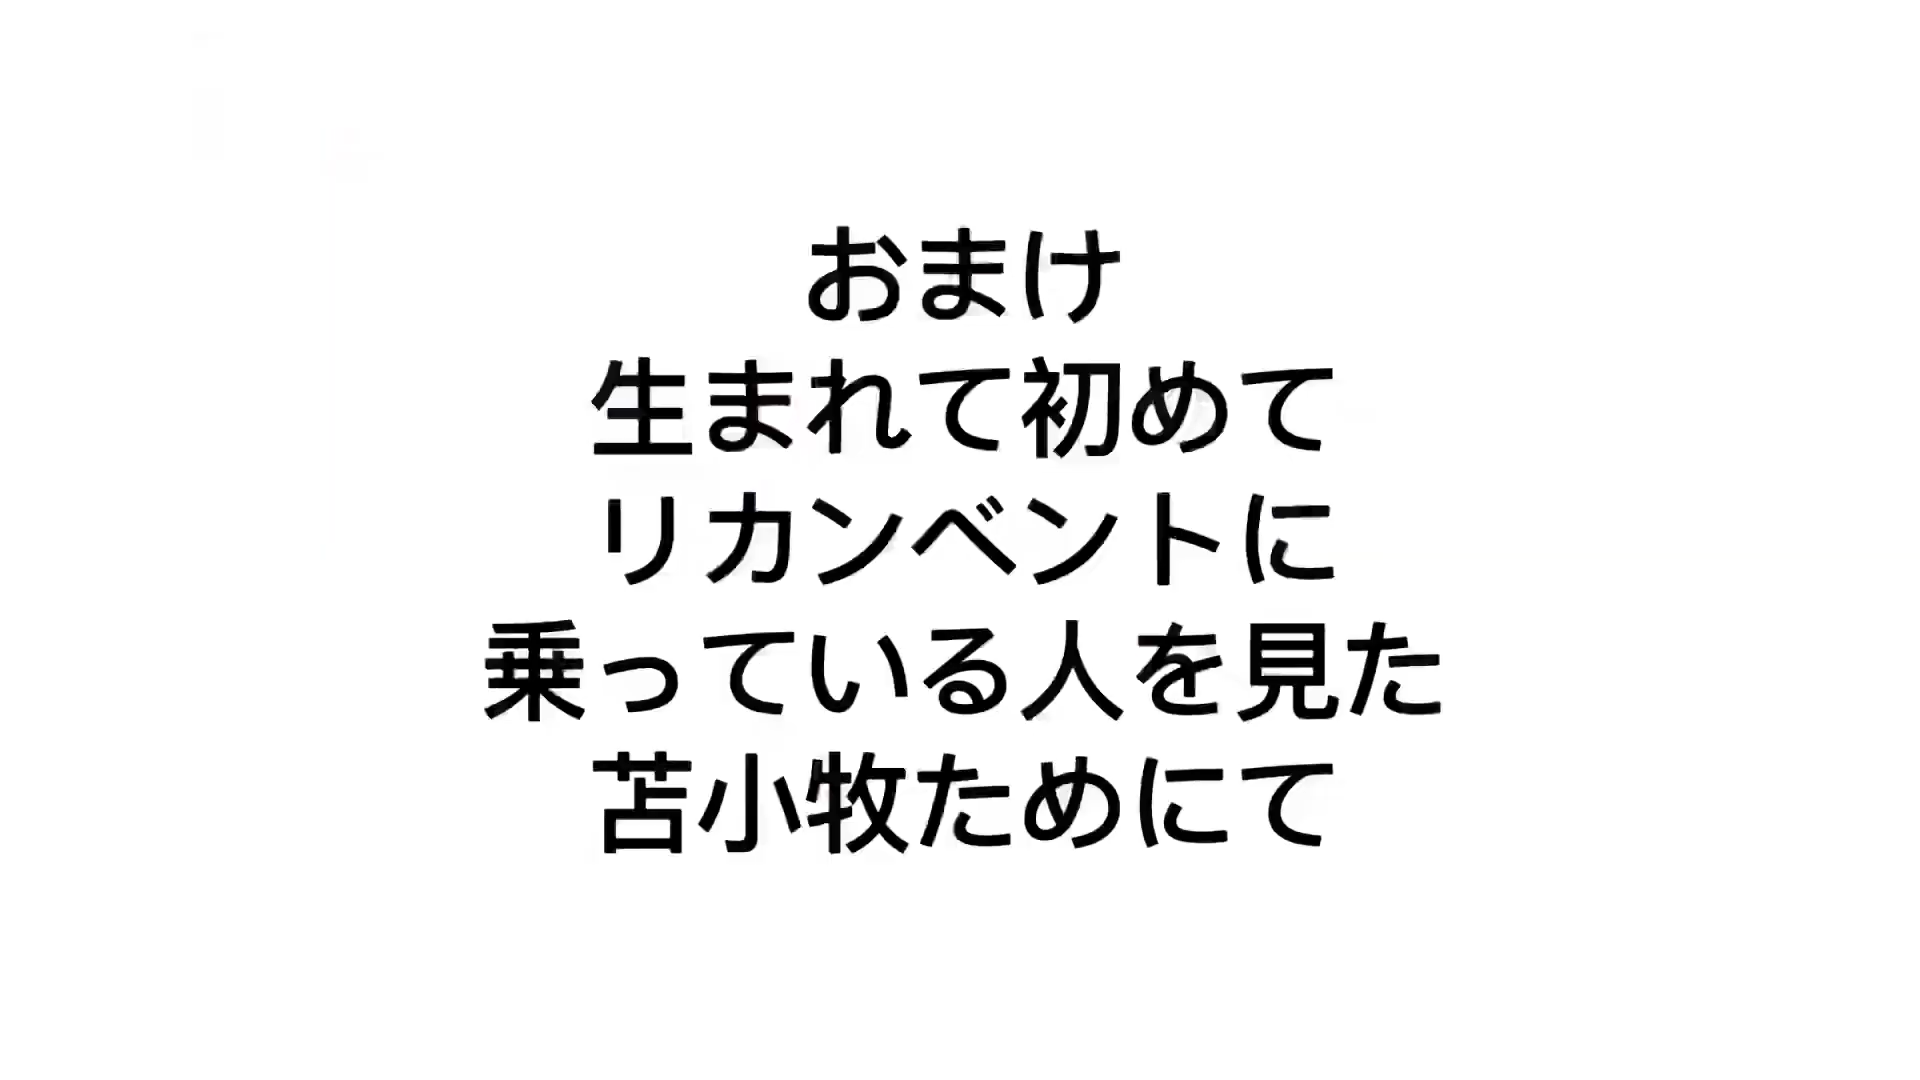 おまけ
生まれて初めて
リカンベントに
乗っている人を見た
苫小牧ためにて